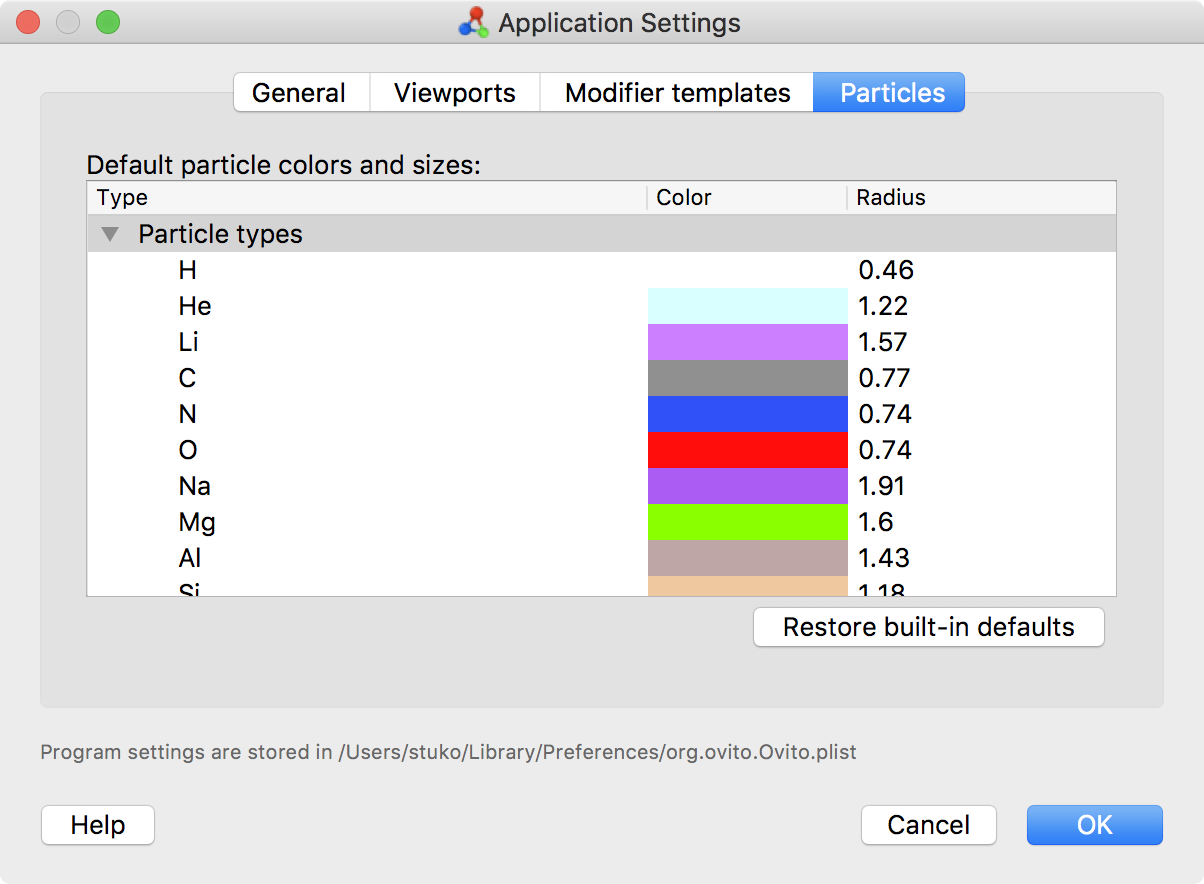 Application Settings
General Viewports Modifier templates Particles
Default particle colors and sizes:
Type Color Radius
Particle types
H 0.46
He 1.22
Li 1.57
C 0.77
N 0.74
O 0.74
Na 1.91
Mg 1.6
Al 1.43
Si 1.18
Restore built-in defaults
Program settings are stored in /Users/stuko/Library/Preferences/org.ovito.Ovito.plist
Help Cancel OK